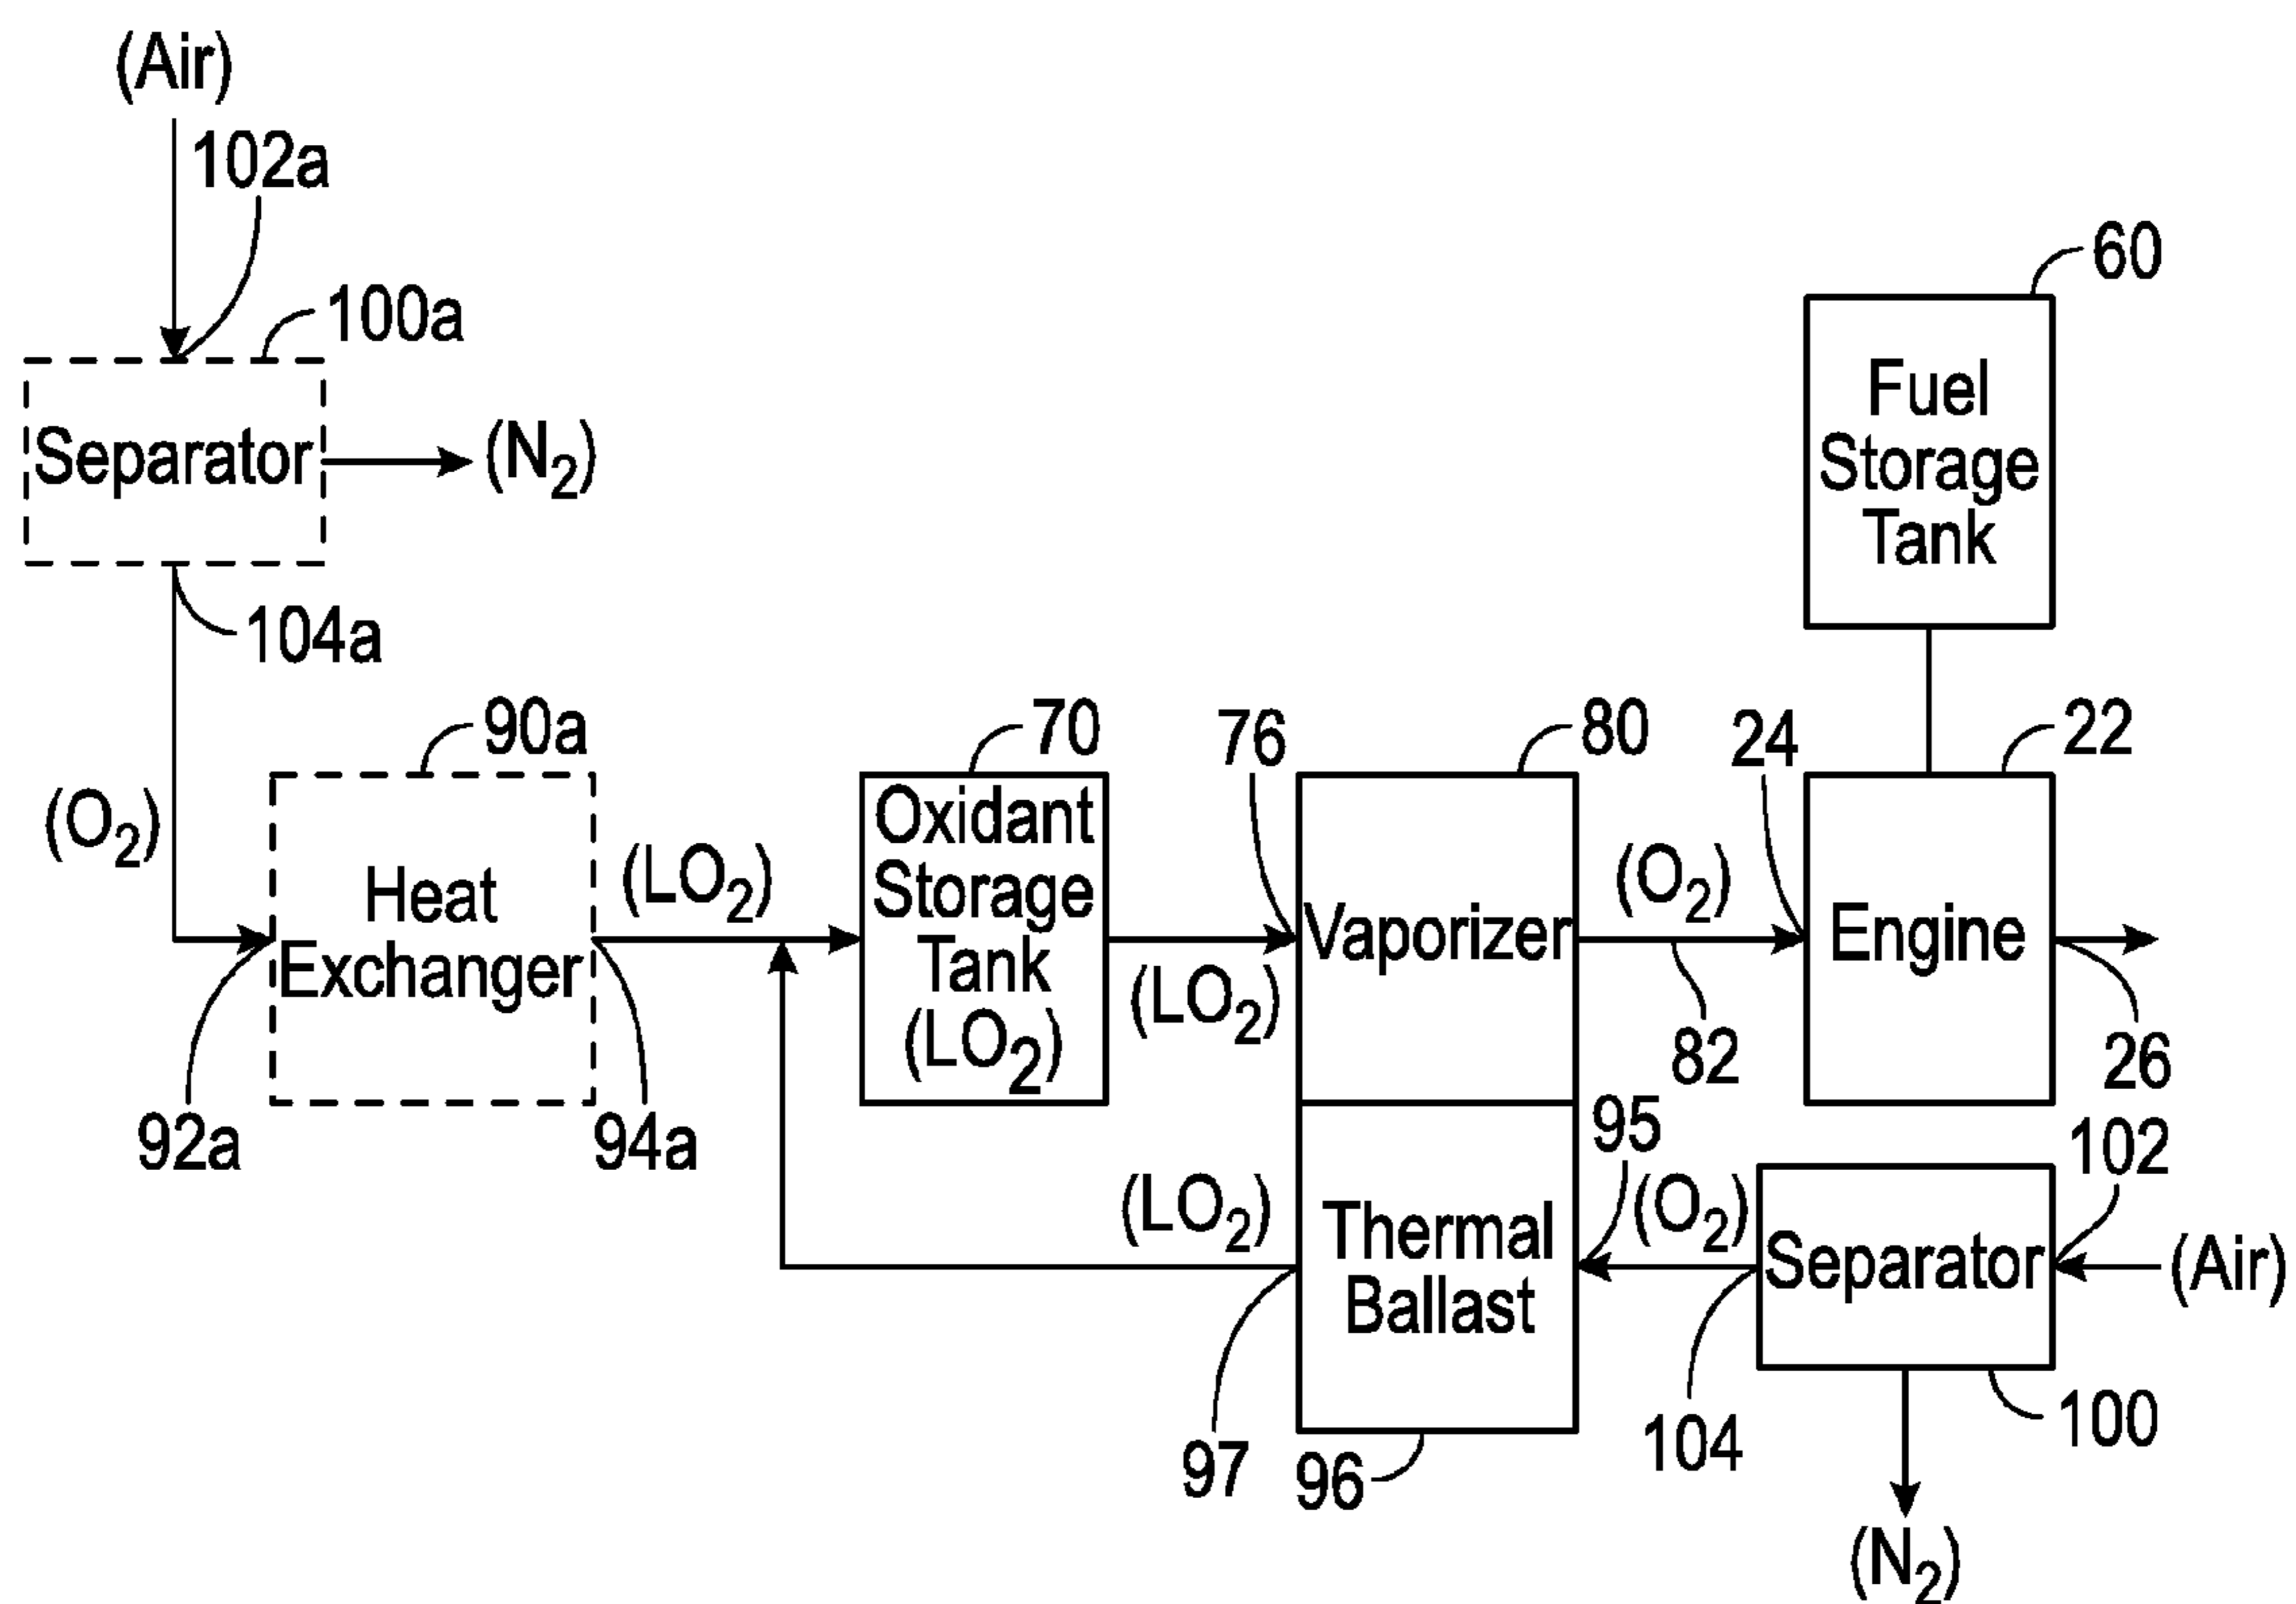 (Air)
102a
100a
Separator
(N2)
104a
60
Fuel
Storage
Tank
90a
70
76
80
24
22
(O2)
Heat
Exchanger
(LO2)
Oxidant
Storage
Tank
(LO2)
(LO2)
Vaporizer
(O2)
82
Engine
26
92a
94a
95
102
(LO2)
Thermal
Ballast
(O2)
Separator
(Air)
97
96
104
100
(N2)